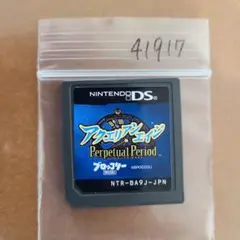 41917
NINTENDO DS
アクエリアンエイジ
Perpetual Period
ブロッコリー
NTR-BA9J-JPN